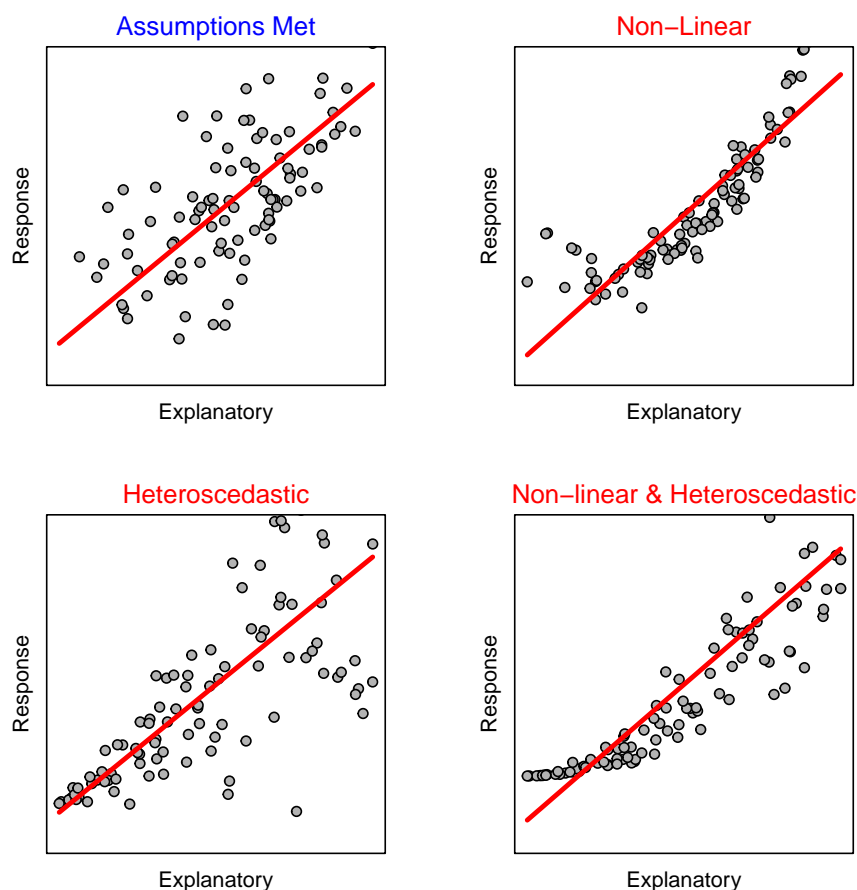 Assumptions Met
Response
Explanatory
Non−Linear
Response
Explanatory
Heteroscedastic
Response
Explanatory
Non−linear & Heteroscedastic
Response
Explanatory